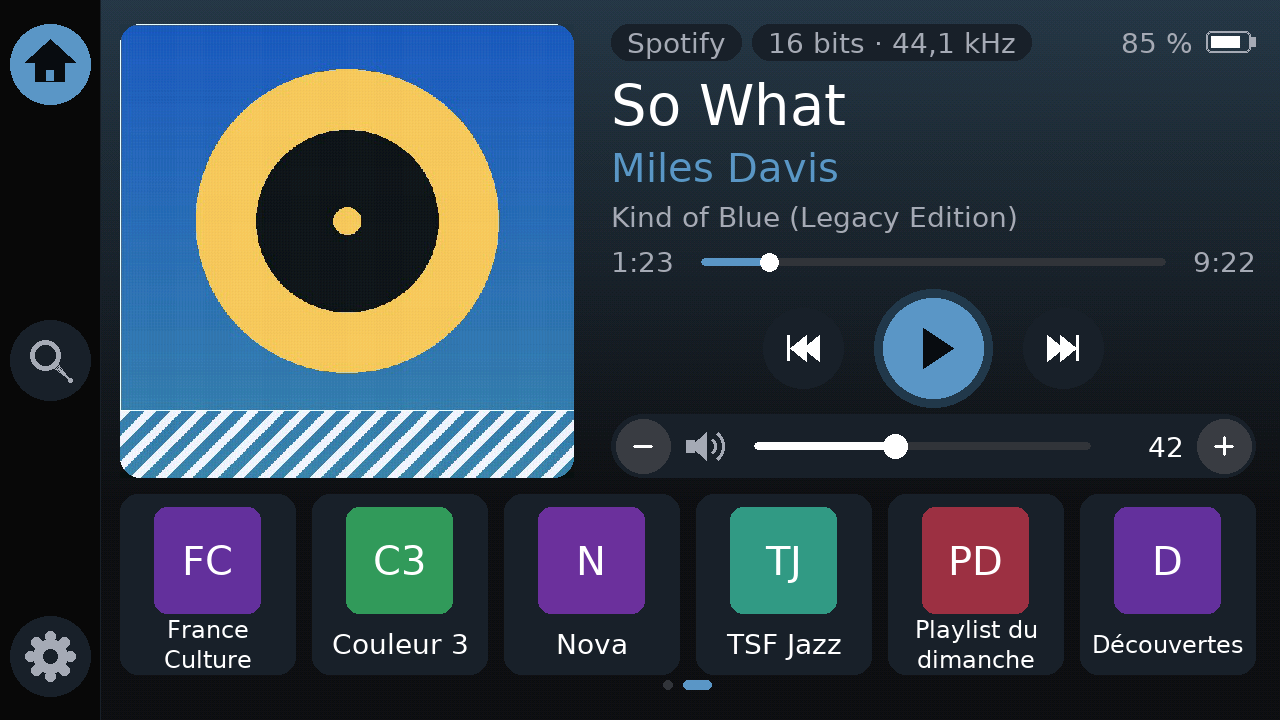 Spotify
16 bits · 44,1 kHz
85 %
So What
Miles Davis
Kind of Blue (Legacy Edition)
1:23
9:22
42
FC
France
Culture
C3
Couleur 3
N
Nova
TJ
TSF Jazz
PD
Playlist du
dimanche
D
Découvertes